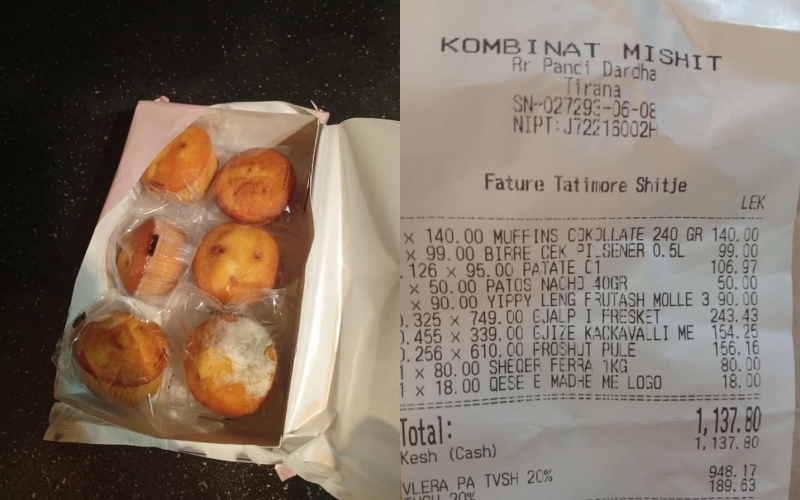 KOMBINAT MISHIT
Rr Pandi Dardha
Tirana
SN-027293-06-08
NIPT:J72216002H
Fature Tatimore Shitje
LEK
x 140.00 MUFFINS COKOLLATE 240 GR 140.00
x 99.00 BIRRE CEK PILSENER 0.5L 99.00
.126 x 95.00 PATATE C1 106.97
x 50.00 PATOS NACHO 40GR 50.00
x 90.00 YIPPY LENG FRUTASH MOLLE 3 90.00
.325 x 749.00 GJALP I FRESKET 243.43
.455 x 339.00 GJIZE KACKAVALLI ME 154.25
.256 x 610.00 PROSHUT PULE 156.16
1 x 80.00 SHEQER FERRA 1KG 80.00
1 x 18.00 QESE E MADHE ME LOGO 18.00
Total: 1,137.80
Kesh (Cash) 1,137.80
VLERA PA TVSH 20% 948.17
TVSH 20% 189.63